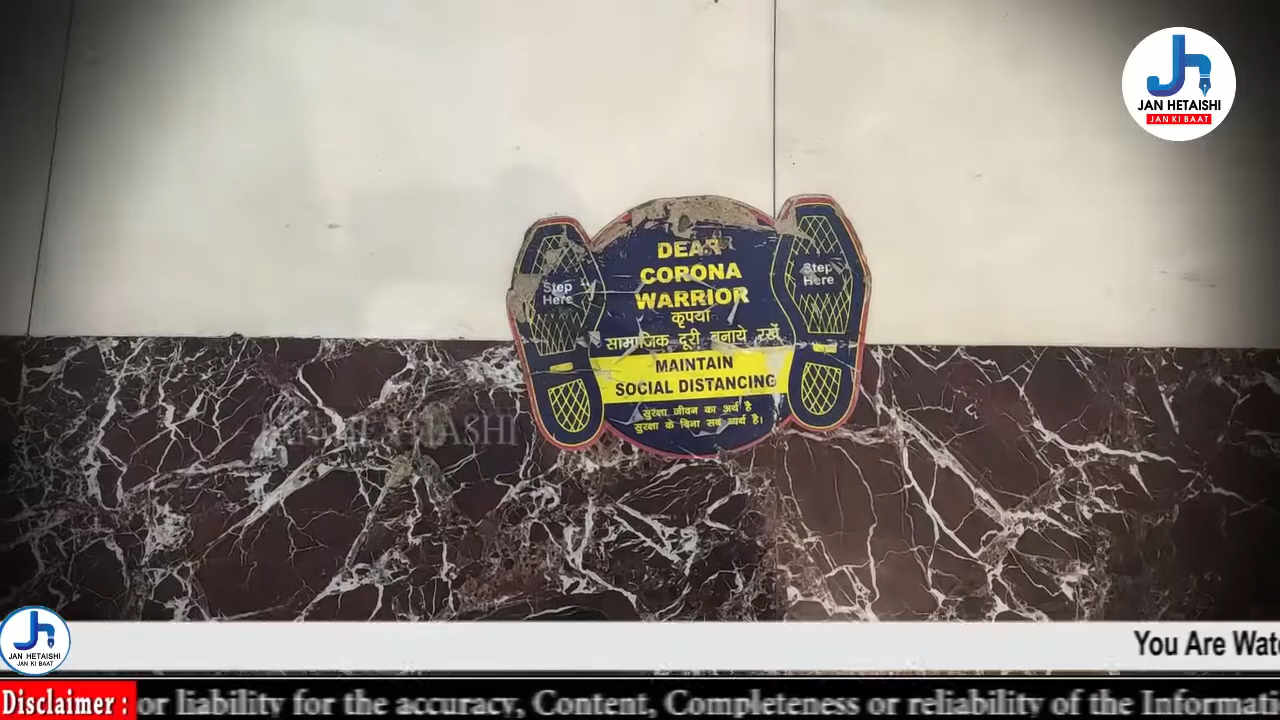 JAN HETAISHI
JAN KI BAAT
DEAR
CORONA
WARRIOR
कृपया
सामाजिक दूरी बनाये रखें
MAINTAIN
SOCIAL DISTANCING
सुरक्षा जीवन का अर्थ है
सुरक्षा के बिना सब व्यर्थ है।
Step
Here
Step
Here
JAN HETAISHI
JAN KI BAAT
You Are
Disclaimer :
or liability for the accuracy, Content, Completeness or reliability of the